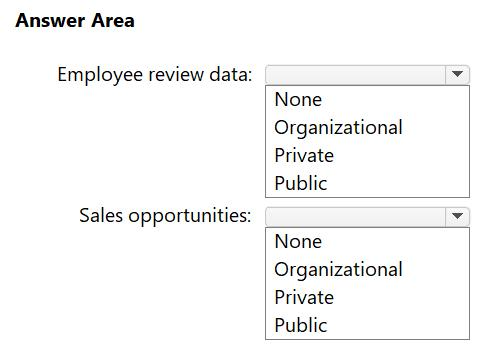 Answer Area
Employee review data:
None
Organizational
Private
Public
Sales opportunities:
None
Organizational
Private
Public